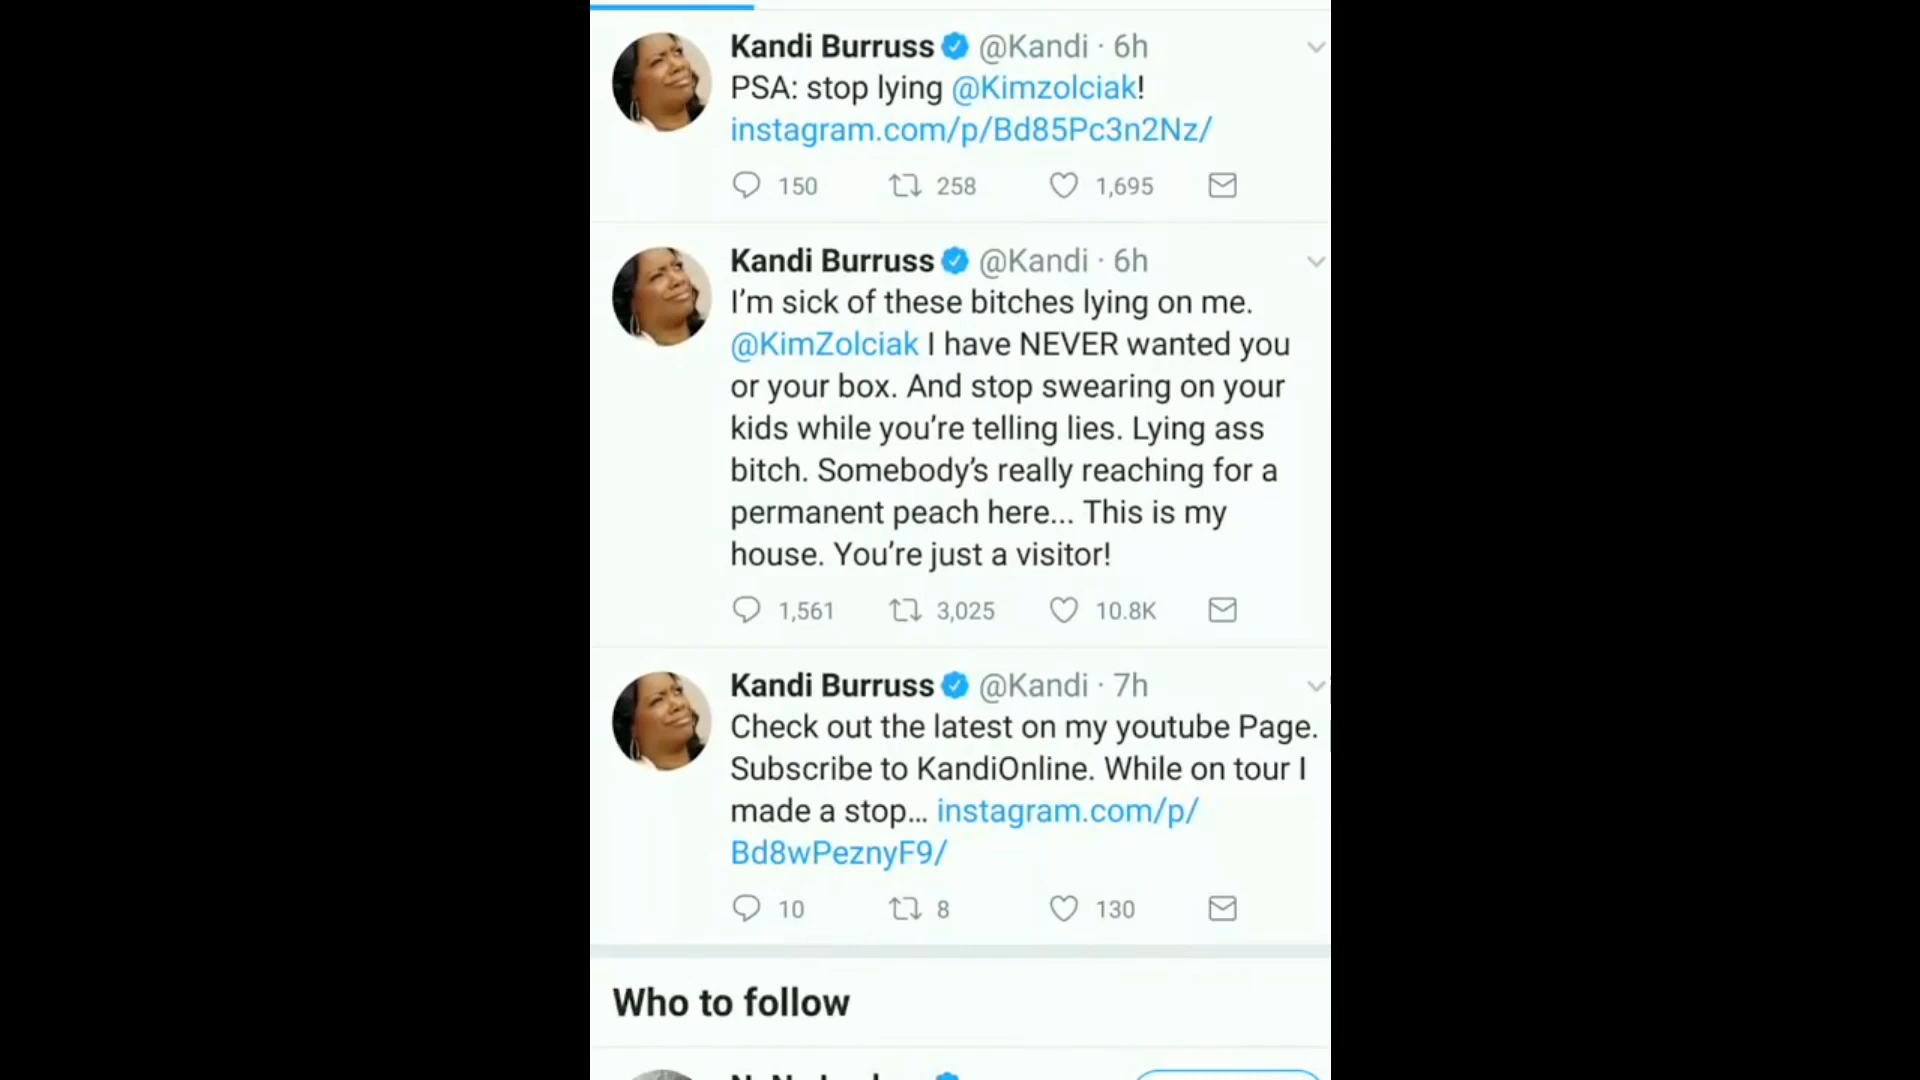 Kandi Burruss @Kandi · 6h
PSA: stop lying @Kimzolciak!
instagram.com/p/Bd85Pc3n2Nz/
150 258 1,695
Kandi Burruss @Kandi · 6h
I’m sick of these bitches lying on me.
@KimZolciak I have NEVER wanted you
or your box. And stop swearing on your
kids while you’re telling lies. Lying ass
bitch. Somebody’s really reaching for a
permanent peach here... This is my
house. You’re just a visitor!
1,561 3,025 10.8K
Kandi Burruss @Kandi · 7h
Check out the latest on my youtube Page.
Subscribe to KandiOnline. While on tour I
made a stop… instagram.com/p/
Bd8wPeznyF9/
10 8 130
Who to follow